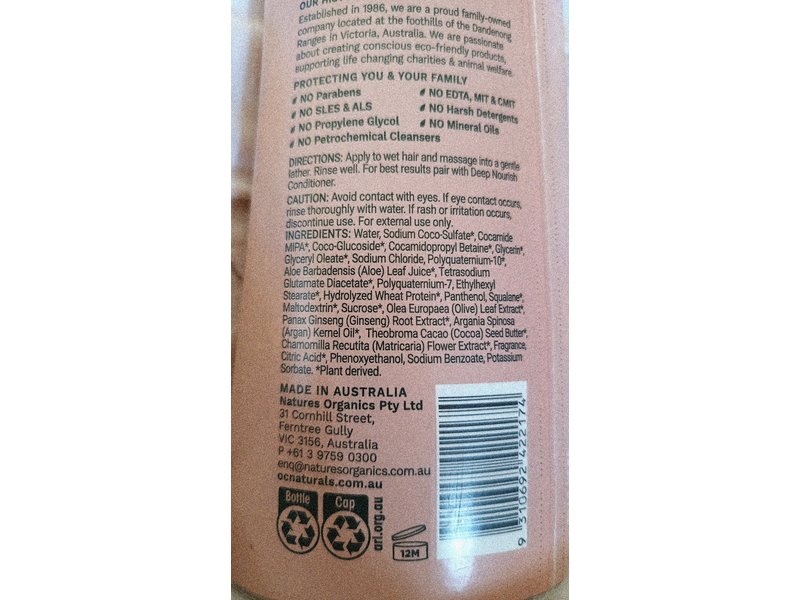 OUR
Established in 1986, we are a proud family-owned
company located at the foothills of the Dandenong
Ranges in Victoria, Australia. We are passionate
about creating conscious eco-friendly products,
supporting life changing charities & animal welfare.
PROTECTING YOU & YOUR FAMILY
NO Parabens
NO SLES & ALS
NO Propylene Glycol
NO Petrochemical Cleansers
NO EDTA, MIT & CMIT
NO Harsh Detergents
NO Mineral Oils
DIRECTIONS: Apply to wet hair and massage into a gentle
lather. Rinse well. For best results pair with Deep Nourish
Conditioner.
CAUTION: Avoid contact with eyes. If eye contact occurs,
rinse thoroughly with water. If rash or irritation occurs,
discontinue use. For external use only.
INGREDIENTS: Water, Sodium Coco-Sulfate*, Cocamide
MIPA*, Coco-Glucoside*, Cocamidopropyl Betaine*, Glycerin*,
Glyceryl Oleate*, Sodium Chloride, Polyquaternium-10*,
Aloe Barbadensis (Aloe) Leaf Juice*, Tetrasodium
Glutamate Diacetate*, Polyquaternium-7, Ethylhexyl
Stearate*, Hydrolyzed Wheat Protein*, Panthenol, Squalane*,
Maltodextrin*, Sucrose*, Olea Europaea (Olive) Leaf Extract*,
Panax Ginseng (Ginseng) Root Extract*, Argania Spinosa
(Argan) Kernel Oil*, Theobroma Cacao (Cocoa) Seed Butter*,
Chamomilla Recutita (Matricaria) Flower Extract*, Fragrance,
Citric Acid*, Phenoxyethanol, Sodium Benzoate, Potassium
Sorbate. *Plant derived.
MADE IN AUSTRALIA
Natures Organics Pty Ltd
31 Cornhill Street,
Ferntree Gully
VIC 3156, Australia
P +61 3 9759 0300
enq@naturesorganics.com.au
ocnaturals.com.au
Bottle
Cap
arl.org.au
12M
9 310692 422174